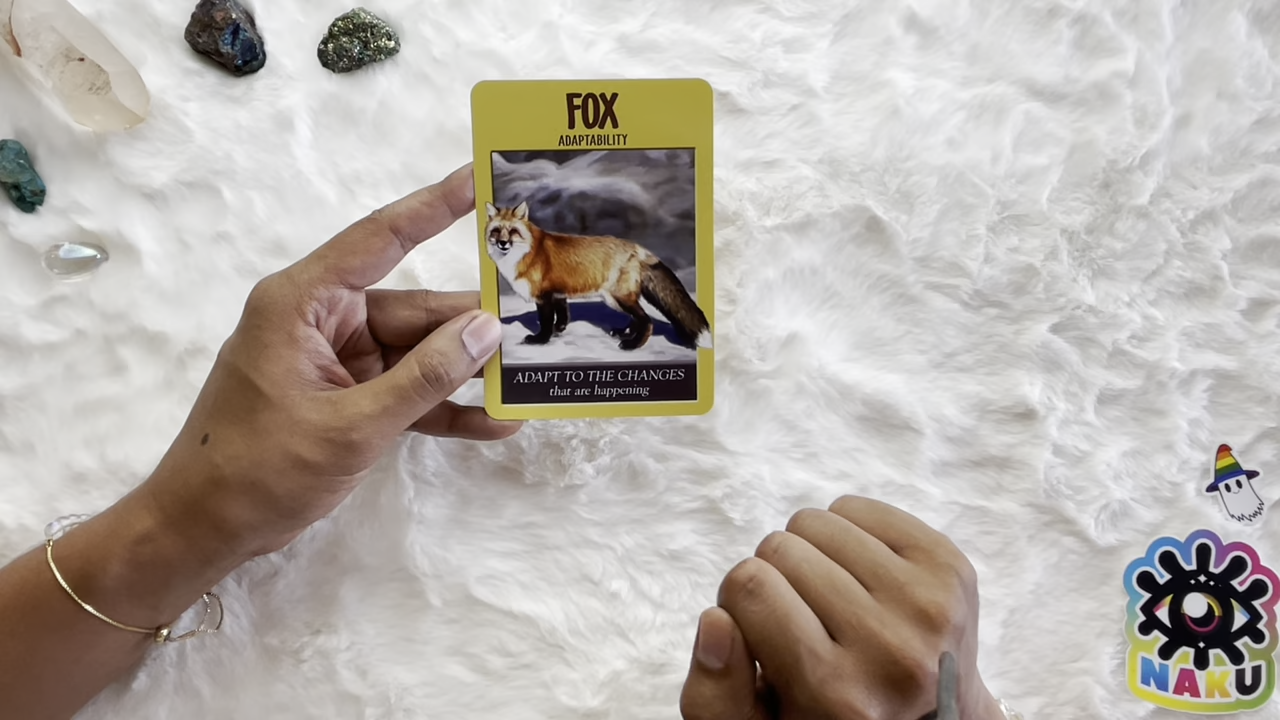 FOX
ADAPTABILITY
ADAPT TO THE CHANGES
that are happening
NAKU